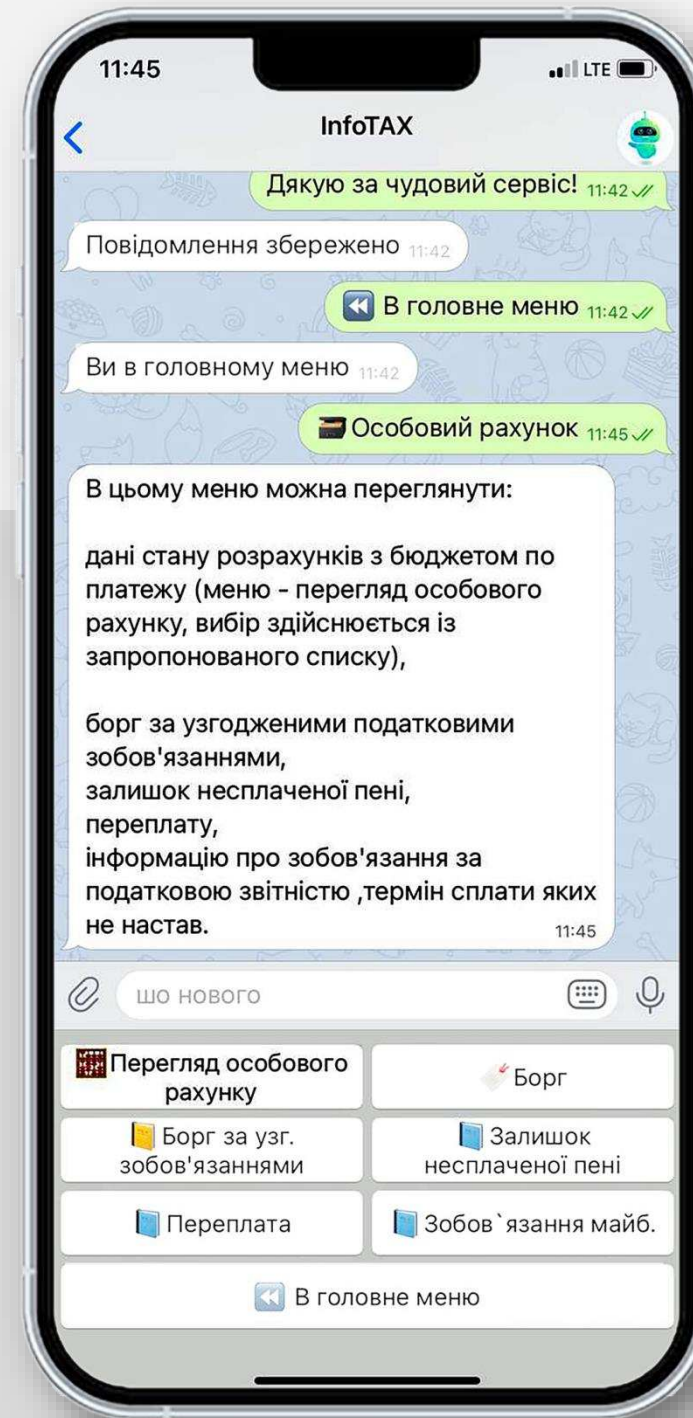 11:45
LTE
InfoTAX
Дякую за чудовий сервіс! 11:42
Повідомлення збережено 11:42
В головне меню 11:42
Ви в головному меню 11:42
Особовий рахунок 11:45
В цьому меню можна переглянути:
дані стану розрахунків з бюджетом по
платежу (меню - перегляд особового
рахунку, вибір здійснюється із
запропонованого списку),
борг за узгодженими податковими
зобов'язаннями,
залишок несплаченої пені,
переплату,
інформацію про зобов'язання за
податковою звітністю ,термін сплати яких
не настав.
11:45
шо нового
Перегляд особового
рахунку
Борг
Борг за узг.
зобов'язаннями
Залишок
несплаченої пені
Переплата
Зобов`язання майб.
В головне меню